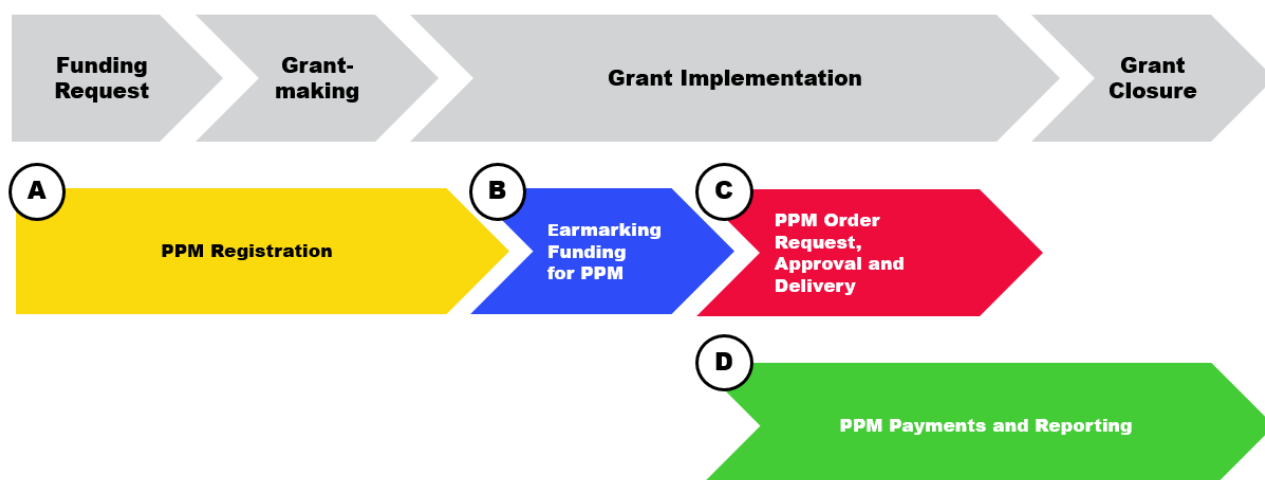 Funding
Request
Grant-
making
Grant Implementation
Grant
Closure
A
PPM Registration
B
Earmarking
Funding
for PPM
C
PPM Order
Request,
Approval and
Delivery
D
PPM Payments and Reporting